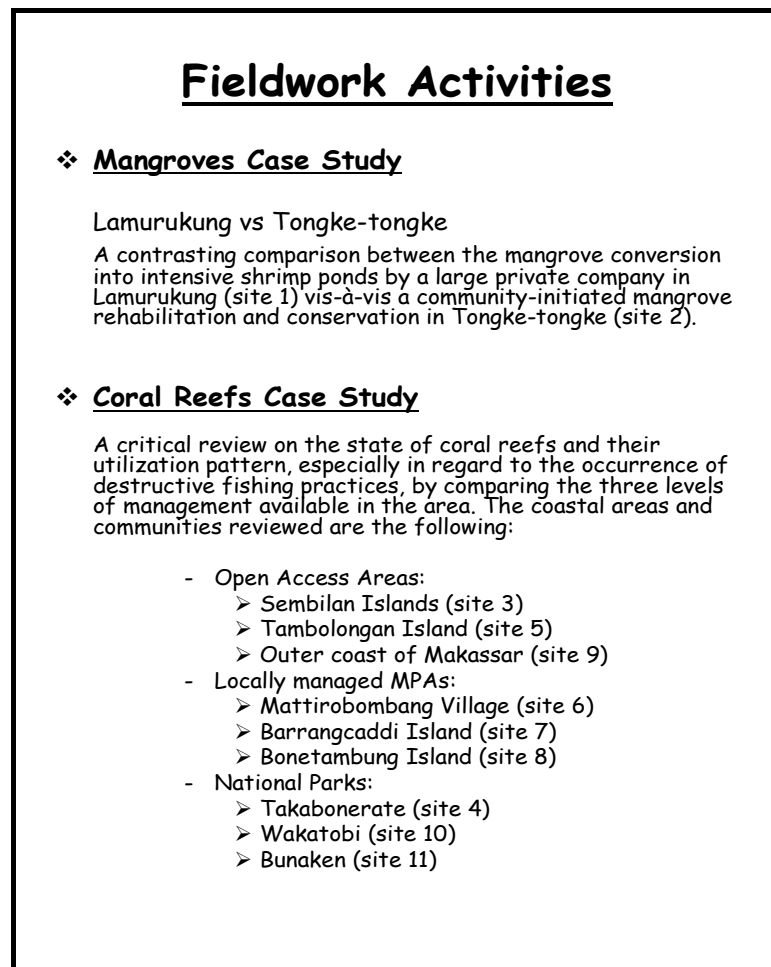 Fieldwork Activities
❖ Mangroves Case Study
Lamurukung vs Tongke-tongke
A contrasting comparison between the mangrove conversion
into intensive shrimp ponds by a large private company in
Lamurukung (site 1) vis-à-vis a community-initiated mangrove
rehabilitation and conservation in Tongke-tongke (site 2).
❖ Coral Reefs Case Study
A critical review on the state of coral reefs and their
utilization pattern, especially in regard to the occurrence of
destructive fishing practices, by comparing the three levels
of management available in the area. The coastal areas and
communities reviewed are the following:
- Open Access Areas:
➢ Sembilan Islands (site 3)
➢ Tambolongan Island (site 5)
➢ Outer coast of Makassar (site 9)
- Locally managed MPAs:
➢ Mattirobombang Village (site 6)
➢ Barrangcaddi Island (site 7)
➢ Bonetambung Island (site 8)
- National Parks:
➢ Takabonerate (site 4)
➢ Wakatobi (site 10)
➢ Bunaken (site 11)